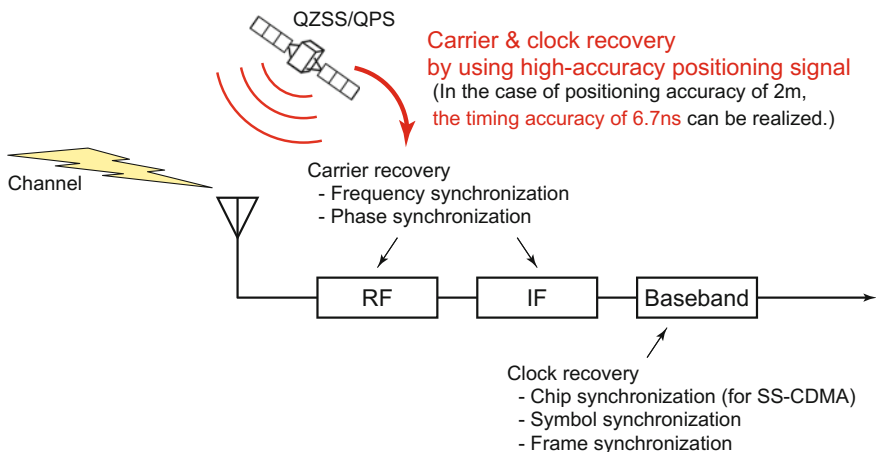 QZSS/QPS
Carrier & clock recovery
by using high-accuracy positioning signal
(In the case of positioning accuracy of 2m,
the timing accuracy of 6.7ns can be realized.)
Channel
Carrier recovery
- Frequency synchronization
- Phase synchronization
RF
IF
Baseband
Clock recovery
- Chip synchronization (for SS-CDMA)
- Symbol synchronization
- Frame synchronization